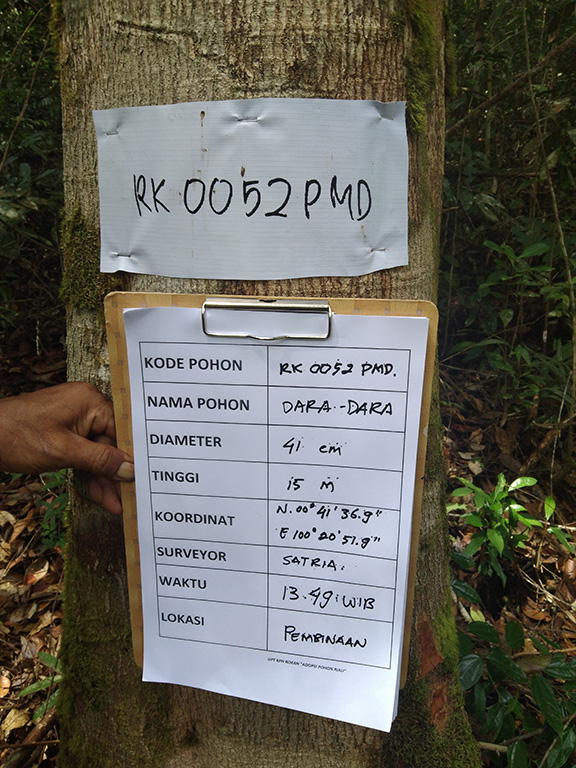 RK 0052 PMD
KODE POHON RK 0052 PMD.
NAMA POHON DARA-DARA
DIAMETER 41 cm
TINGGI 15 M
KOORDINAT N. 00° 41' 36.9"
E 100° 20' 51.9"
SURVEYOR SATRIA.
WAKTU 13.49 WIB
LOKASI PEMBINAAN
UPT KPH ROKAN "ADOPSI POHON RIAU"